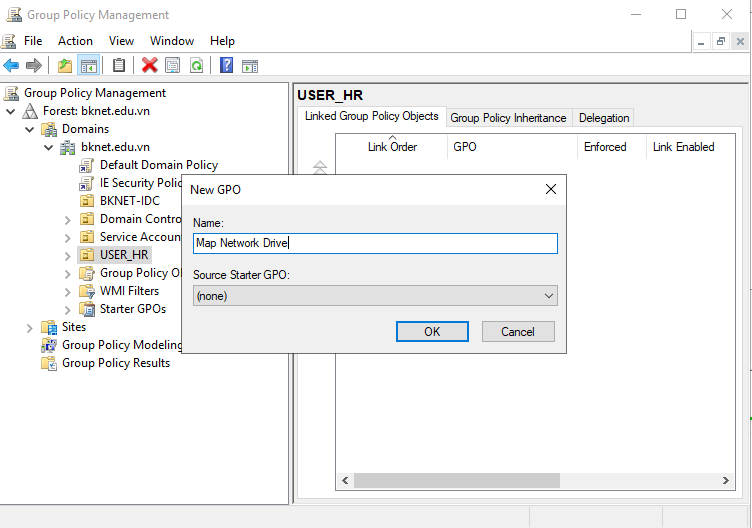 Group Policy Management
File Action View Window Help
Group Policy Management
Forest: bknet.edu.vn
Domains
bknet.edu.vn
Default Domain Policy
IE Security Polic
BKNET-IDC
Domain Contro
Service Accoun
USER_HR
Group Policy O
WMI Filters
Starter GPOs
Sites
Group Policy Modeling
Group Policy Results
USER_HR
Linked Group Policy Objects Group Policy Inheritance Delegation
Link Order GPO Enforced Link Enabled
New GPO
Name:
Map Network Drive
Source Starter GPO:
(none)
OK Cancel